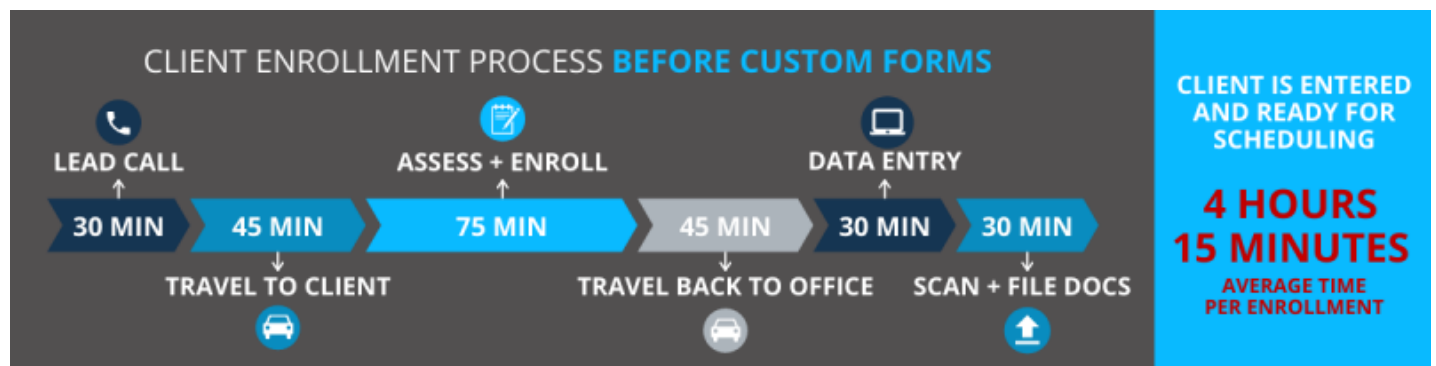 CLIENT ENROLLMENT PROCESS BEFORE CUSTOM FORMS
LEAD CALL
ASSESS + ENROLL
DATA ENTRY
30 MIN
45 MIN
75 MIN
45 MIN
30 MIN
30 MIN
TRAVEL TO CLIENT
TRAVEL BACK TO OFFICE
SCAN + FILE DOCS
CLIENT IS ENTERED
AND READY FOR
SCHEDULING
4 HOURS
15 MINUTES
AVERAGE TIME
PER ENROLLMENT